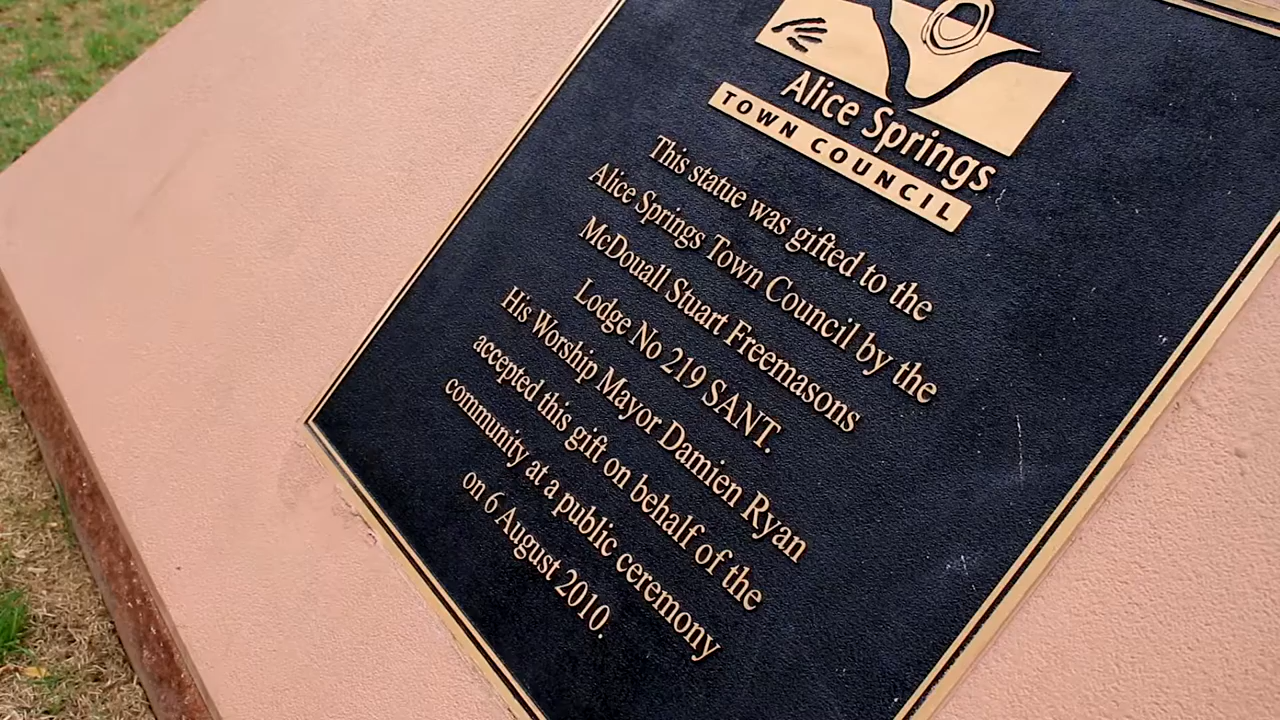 Alice Springs
TOWN COUNCIL
This statue was gifted to the
Alice Springs Town Council by the
McDouall Stuart Freemasons
Lodge No 219 SANT.
His Worship Mayor Damien Ryan
accepted this gift on behalf of the
community at a public ceremony
on 6 August 2010.